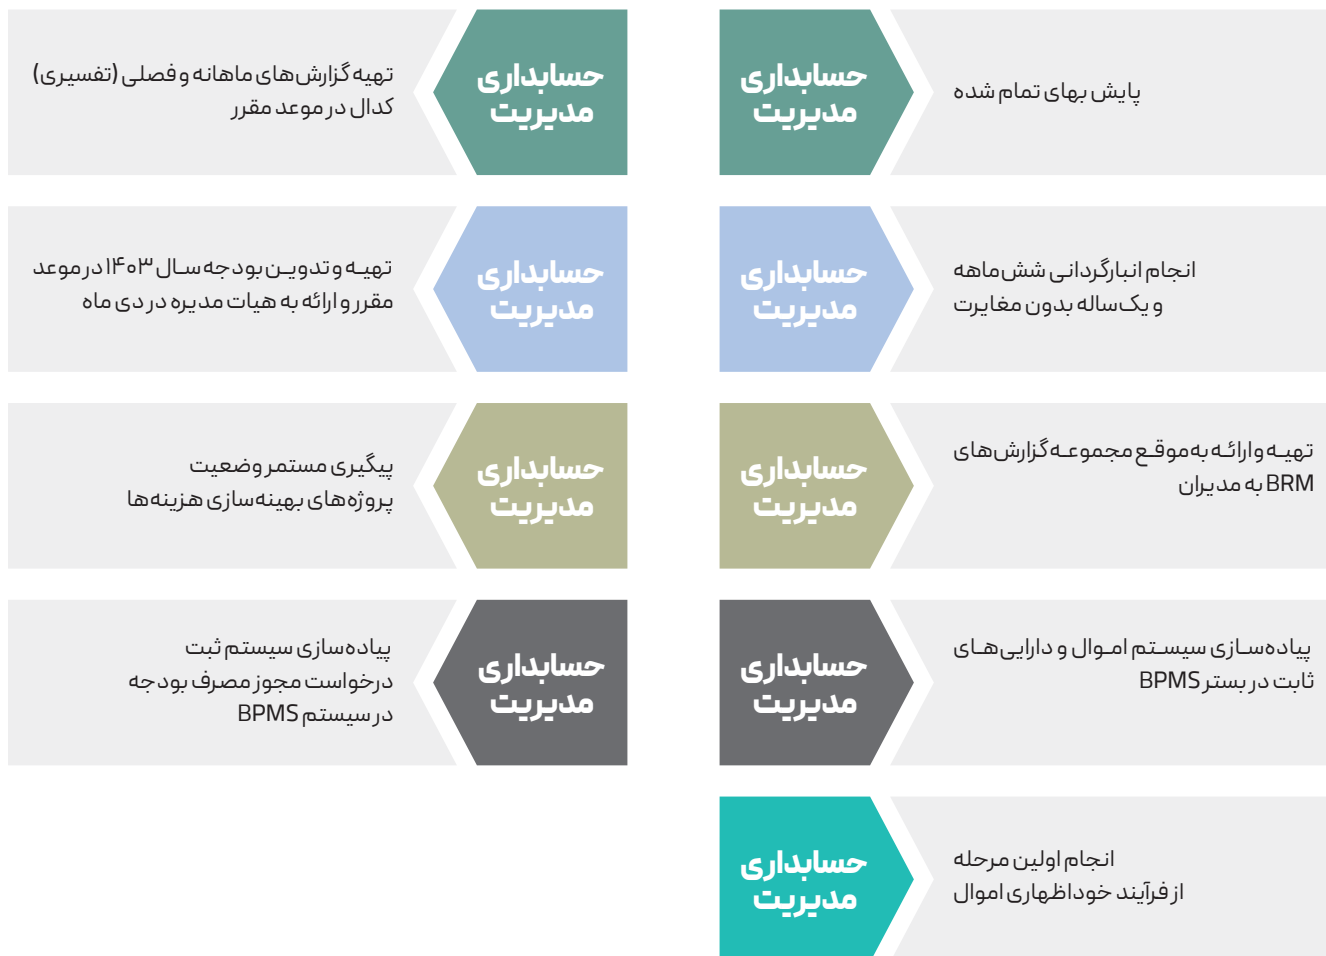 حسابداری
مدیریت
پایش بهای تمام شده
حسابداری
مدیریت
تهیه گزارش‌های ماهانه و فصلی (تفسیری)
کدال در موعد مقرر
حسابداری
مدیریت
انجام انبارگردانی شش‌ماهه
و یک‌ساله بدون مغایرت
حسابداری
مدیریت
تهیه و تدوین بودجه سال ۱۴۰۳ در موعد
مقرر و ارائه به هیات مدیره در دی ماه
حسابداری
مدیریت
تهیه و ارائه به‌موقع مجموعه گزارش‌های
BRM به مدیران
حسابداری
مدیریت
پیگیری مستمر وضعیت
پروژه‌های بهینه‌سازی هزینه‌ها
حسابداری
مدیریت
پیاده‌سازی سیستم اموال و دارایی‌های
ثابت در بستر BPMS
حسابداری
مدیریت
پیاده‌سازی سیستم ثبت
درخواست مجوز مصرف بودجه
در سیستم BPMS
حسابداری
مدیریت
انجام اولین مرحله
از فرآیند خوداظهاری اموال